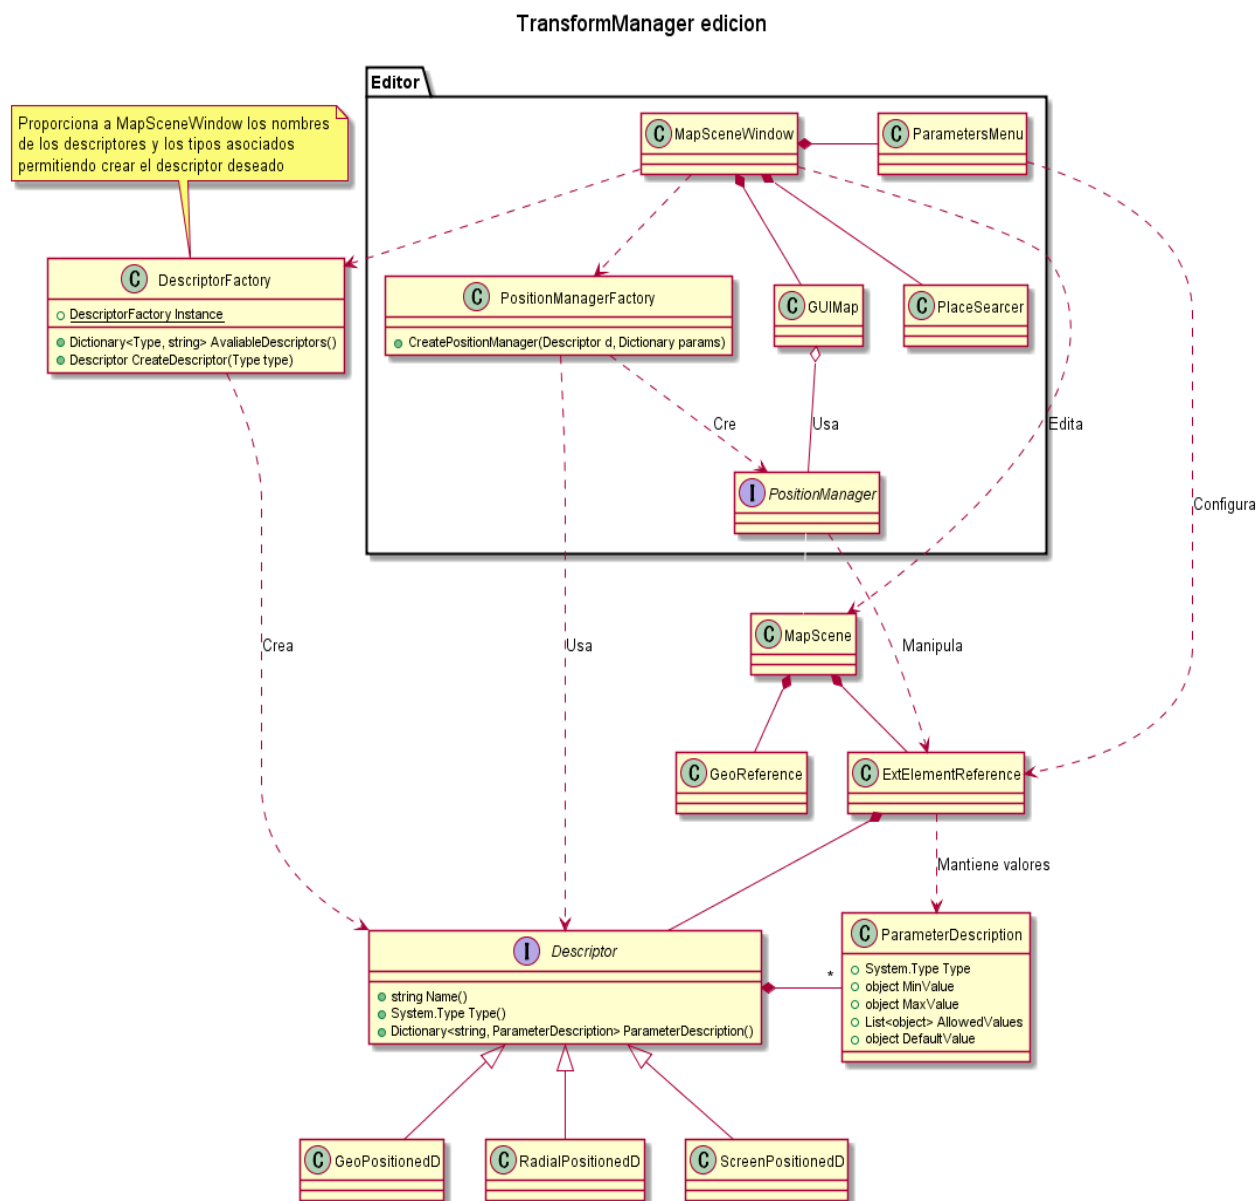 TransformManager edicion
Editor
Proporciona a MapSceneWindow los nombres
de los descriptores y los tipos asociados
permitiendo crear el descriptor deseado
C MapSceneWindow
C ParametersMenu
C DescriptorFactory
DescriptorFactory Instance
Dictionary<Type, string> AvaliableDescriptors()
Descriptor CreateDescriptor(Type type)
C PositionManagerFactory
CreatePositionManager(Descriptor d, Dictionary params)
C GUIMap
C PlaceSearcer
Cre
Usa
Edita
I PositionManager
Configura
Crea
Usa
C MapScene
Manipula
C GeoReference
C ExtElementReference
Mantiene valores
I Descriptor
string Name()
System.Type Type()
Dictionary<string, ParameterDescription> ParameterDescription()
*
C ParameterDescription
System.Type Type
object MinValue
object MaxValue
List<object> AllowedValues
object DefaultValue
C GeoPositionedD
C RadialPositionedD
C ScreenPositionedD